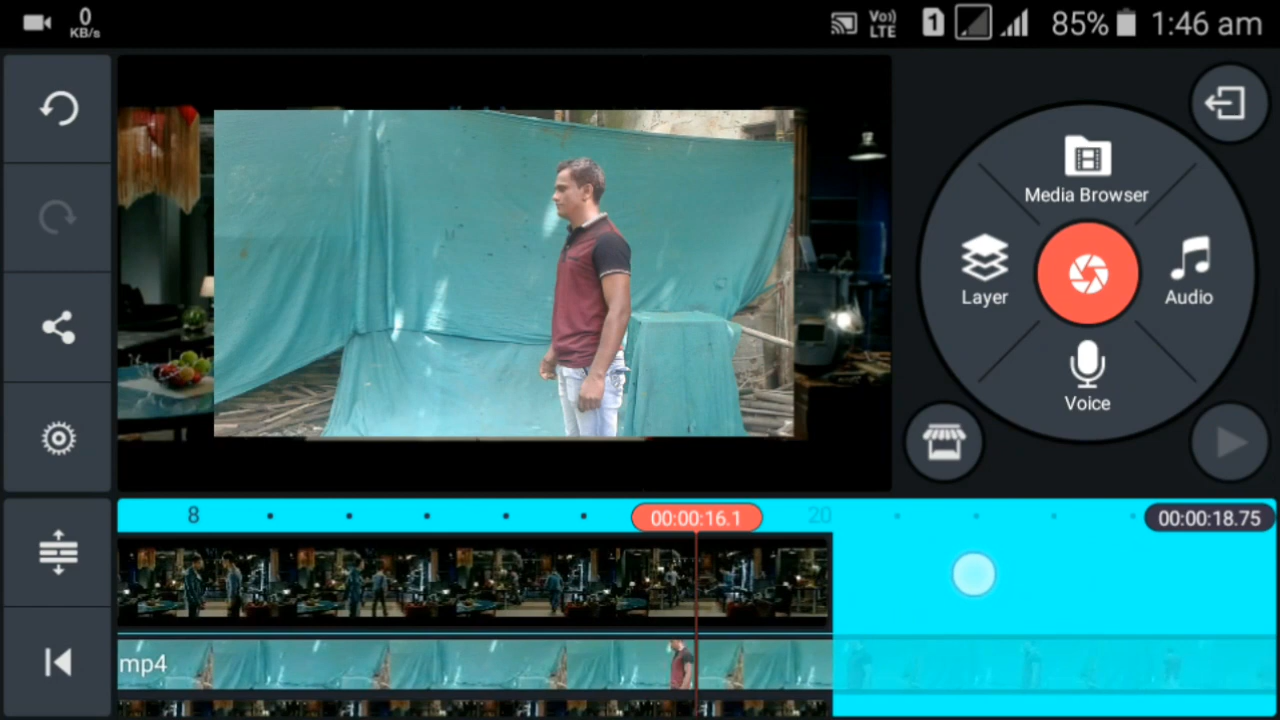 0
KB/s
Vo))
LTE
1
85%
1:46 am
Media Browser
Layer
Audio
Voice
8
00:00:16.1
20
00:00:18.75
mp4